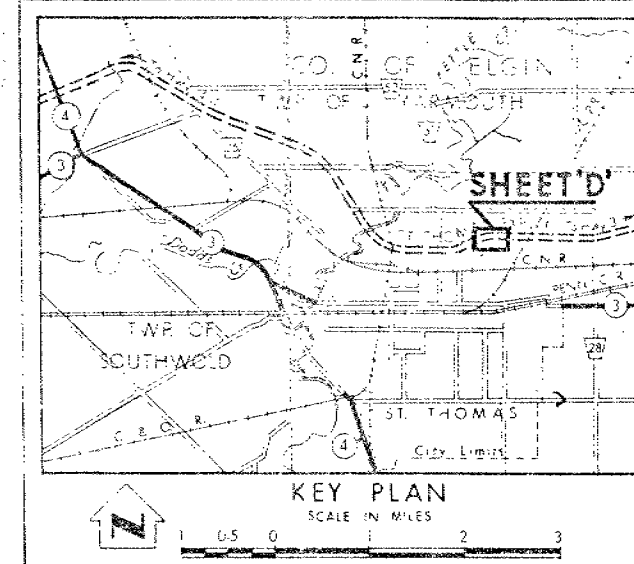 CO. OF ELGIN
C N R
TWP. OF YARMOUTH
4
3
SHEET 'D'
3
C N R
3
TWP. OF
SOUTHWOLD
28
ST. THOMAS
C & O R.
4
City Limits
KEY PLAN
SCALE IN MILES
N
1 0.5 0 1 2 3